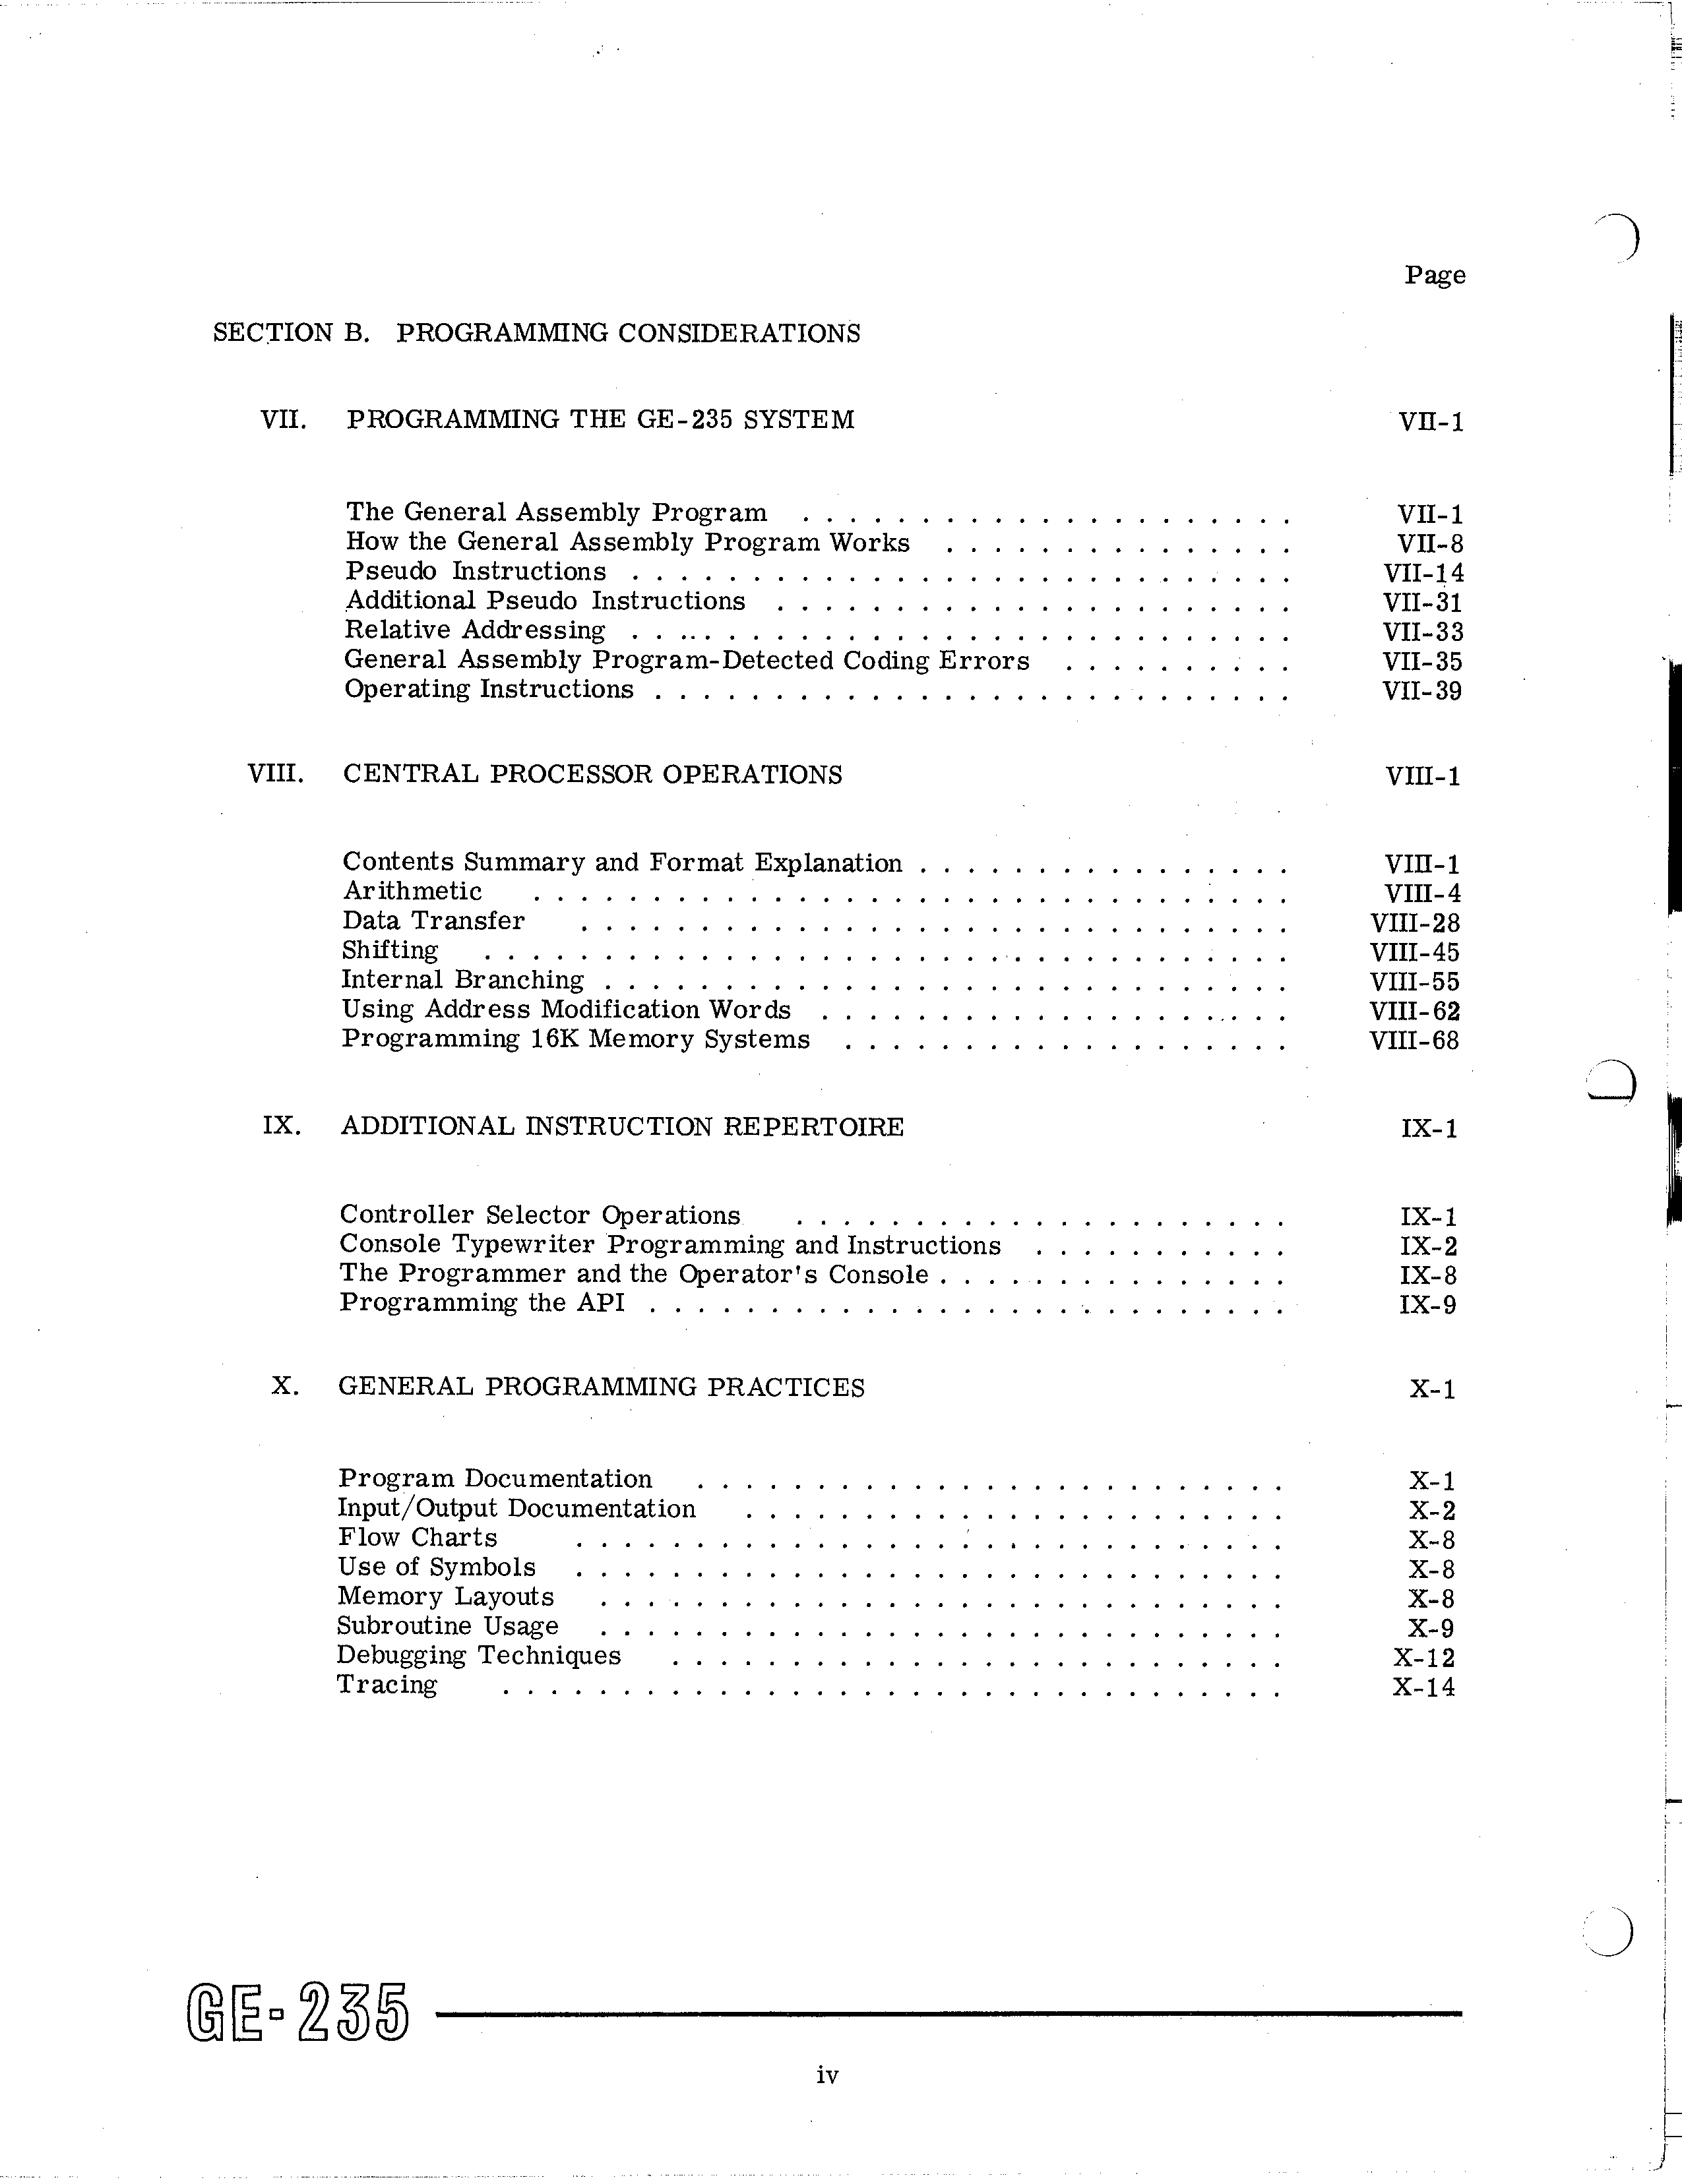 Page
SECTION B. PROGRAMMING CONSIDERATIONS
VII. PROGRAMMING THE GE-235 SYSTEM VII-1
The General Assembly Program . . . . . . . . . . . . . . . . . . . . . VII-1
How the General Assembly Program Works . . . . . . . . . . . . . . . VII-8
Pseudo Instructions . . . . . . . . . . . . . . . . . . . . . . . . . . . . VII-14
Additional Pseudo Instructions . . . . . . . . . . . . . . . . . . . . . . VII-31
Relative Addressing . . . . . . . . . . . . . . . . . . . . . . . . . . . . VII-33
General Assembly Program-Detected Coding Errors . . . . . . . . . . VII-35
Operating Instructions . . . . . . . . . . . . . . . . . . . . . . . . . . . VII-39
VIII. CENTRAL PROCESSOR OPERATIONS VIII-1
Contents Summary and Format Explanation . . . . . . . . . . . . . . . . VIII-1
Arithmetic . . . . . . . . . . . . . . . . . . . . . . . . . . . . . . . . VIII-4
Data Transfer . . . . . . . . . . . . . . . . . . . . . . . . . . . . . . VIII-28
Shifting . . . . . . . . . . . . . . . . . . . . . . . . . . . . . . . . . . VIII-45
Internal Branching . . . . . . . . . . . . . . . . . . . . . . . . . . . . . VIII-55
Using Address Modification Words . . . . . . . . . . . . . . . . . . . . VIII-62
Programming 16K Memory Systems . . . . . . . . . . . . . . . . . . . VIII-68
IX. ADDITIONAL INSTRUCTION REPERTOIRE IX-1
Controller Selector Operations . . . . . . . . . . . . . . . . . . . . . IX-1
Console Typewriter Programming and Instructions . . . . . . . . . . . IX-2
The Programmer and the Operator's Console . . . . . . . . . . . . . . . IX-8
Programming the API . . . . . . . . . . . . . . . . . . . . . . . . . . . IX-9
X. GENERAL PROGRAMMING PRACTICES X-1
Program Documentation . . . . . . . . . . . . . . . . . . . . . . . . . X-1
Input/Output Documentation . . . . . . . . . . . . . . . . . . . . . . . X-2
Flow Charts . . . . . . . . . . . . . . . . . . . . . . . . . . . . . . X-8
Use of Symbols . . . . . . . . . . . . . . . . . . . . . . . . . . . . . . X-8
Memory Layouts . . . . . . . . . . . . . . . . . . . . . . . . . . . . . X-8
Subroutine Usage . . . . . . . . . . . . . . . . . . . . . . . . . . . . . X-9
Debugging Techniques . . . . . . . . . . . . . . . . . . . . . . . . . . X-12
Tracing . . . . . . . . . . . . . . . . . . . . . . . . . . . . . . . . . X-14
GE-235
iv